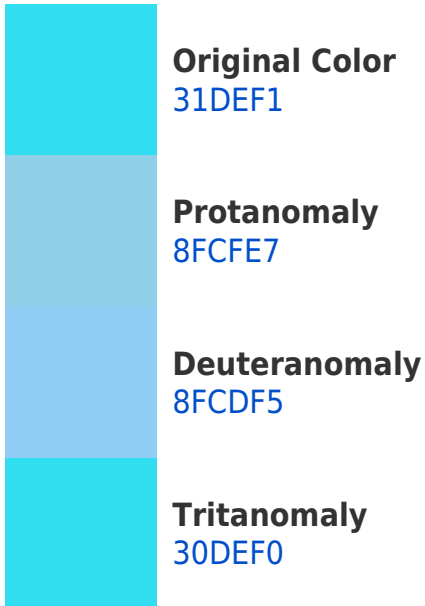 Original Color
31DEF1
Protanomaly
8FCFE7
Deuteranomaly
8FCDF5
Tritanomaly
30DEF0